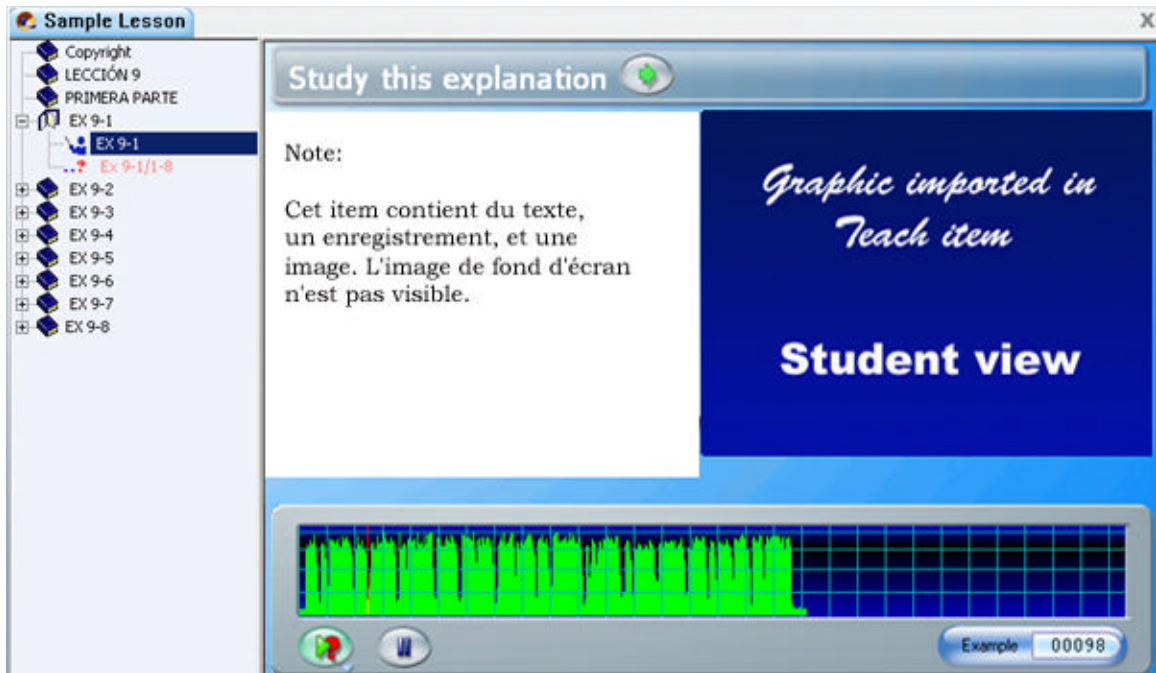 Sample Lesson
X
Copyright
LECCIÓN 9
PRIMERA PARTE
EX 9-1
EX 9-1
Ex 9-1/1-8
EX 9-2
EX 9-3
EX 9-4
EX 9-5
EX 9-6
EX 9-7
EX 9-8
Study this explanation
Note:
Cet item contient du texte,
un enregistrement, et une
image. L'image de fond d'écran
n'est pas visible.
Graphic imported in
Teach item
Student view
Example 00098